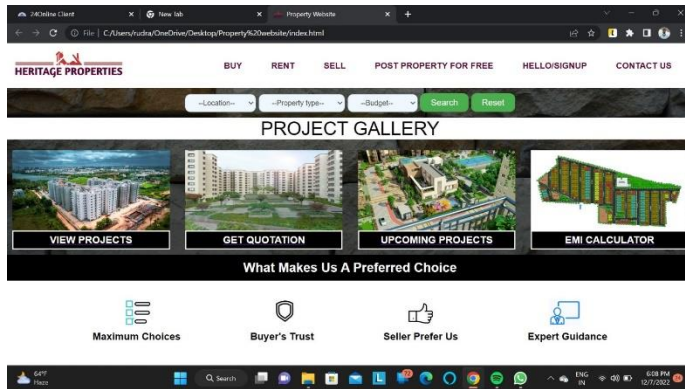 24Online Client
New Tab
Property Website
File | C:/Users/rudra/OneDrive/Desktop/Property%20website/index.html
HERITAGE PROPERTIES
BUY RENT SELL POST PROPERTY FOR FREE HELLO/SIGNUP CONTACT US
--Location-- --Property type-- --Budget-- Search Reset
PROJECT GALLERY
VIEW PROJECTS GET QUOTATION UPCOMING PROJECTS EMI CALCULATOR
What Makes Us A Preferred Choice
Maximum Choices Buyer's Trust Seller Prefer Us Expert Guidance
64°F
Haze
Search
ENG
IN
6:08 PM
12/7/2022